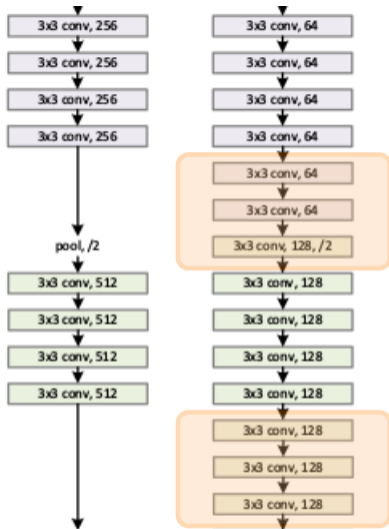 3x3 conv, 256
3x3 conv, 256
3x3 conv, 256
3x3 conv, 256
pool, /2
3x3 conv, 512
3x3 conv, 512
3x3 conv, 512
3x3 conv, 512
3x3 conv, 64
3x3 conv, 64
3x3 conv, 64
3x3 conv, 64
3x3 conv, 64
3x3 conv, 64
3x3 conv, 128, /2
3x3 conv, 128
3x3 conv, 128
3x3 conv, 128
3x3 conv, 128
3x3 conv, 128
3x3 conv, 128
3x3 conv, 128